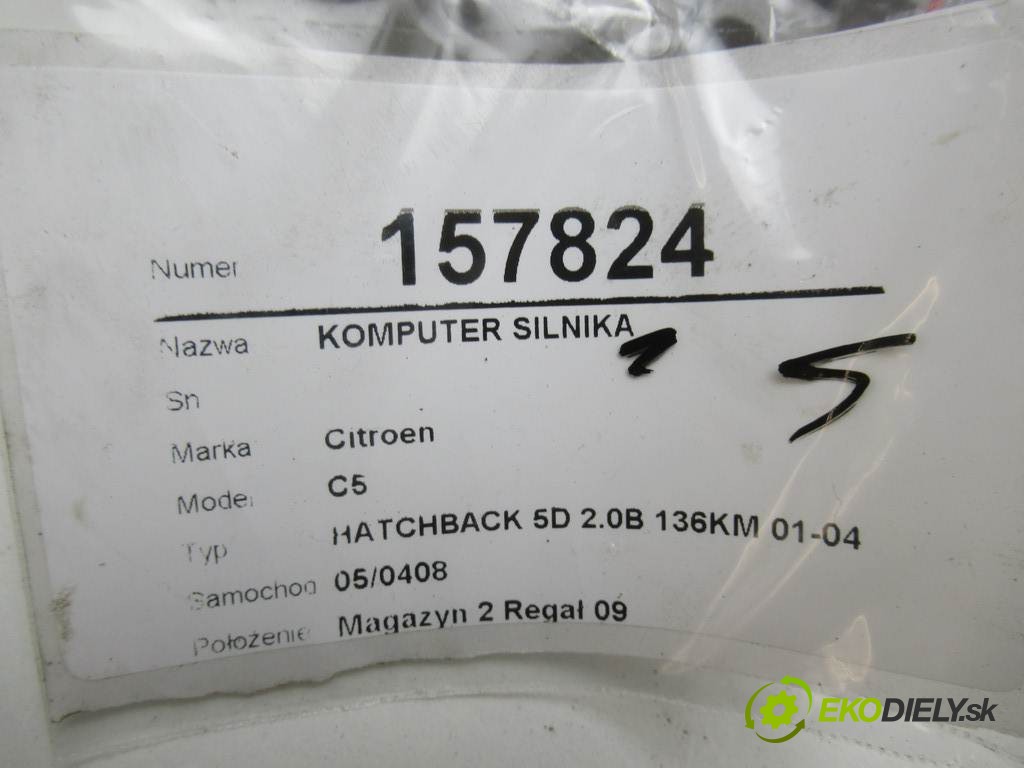 Numer 157824
Nazwa KOMPUTER SILNIKA
1 5
Sn
Marka Citroen
Model C5
Typ HATCHBACK 5D 2.0B 136KM 01-04
Samochod 05/0408
Położenie Magazyn 2 Regał 09
EKODIELY.sk